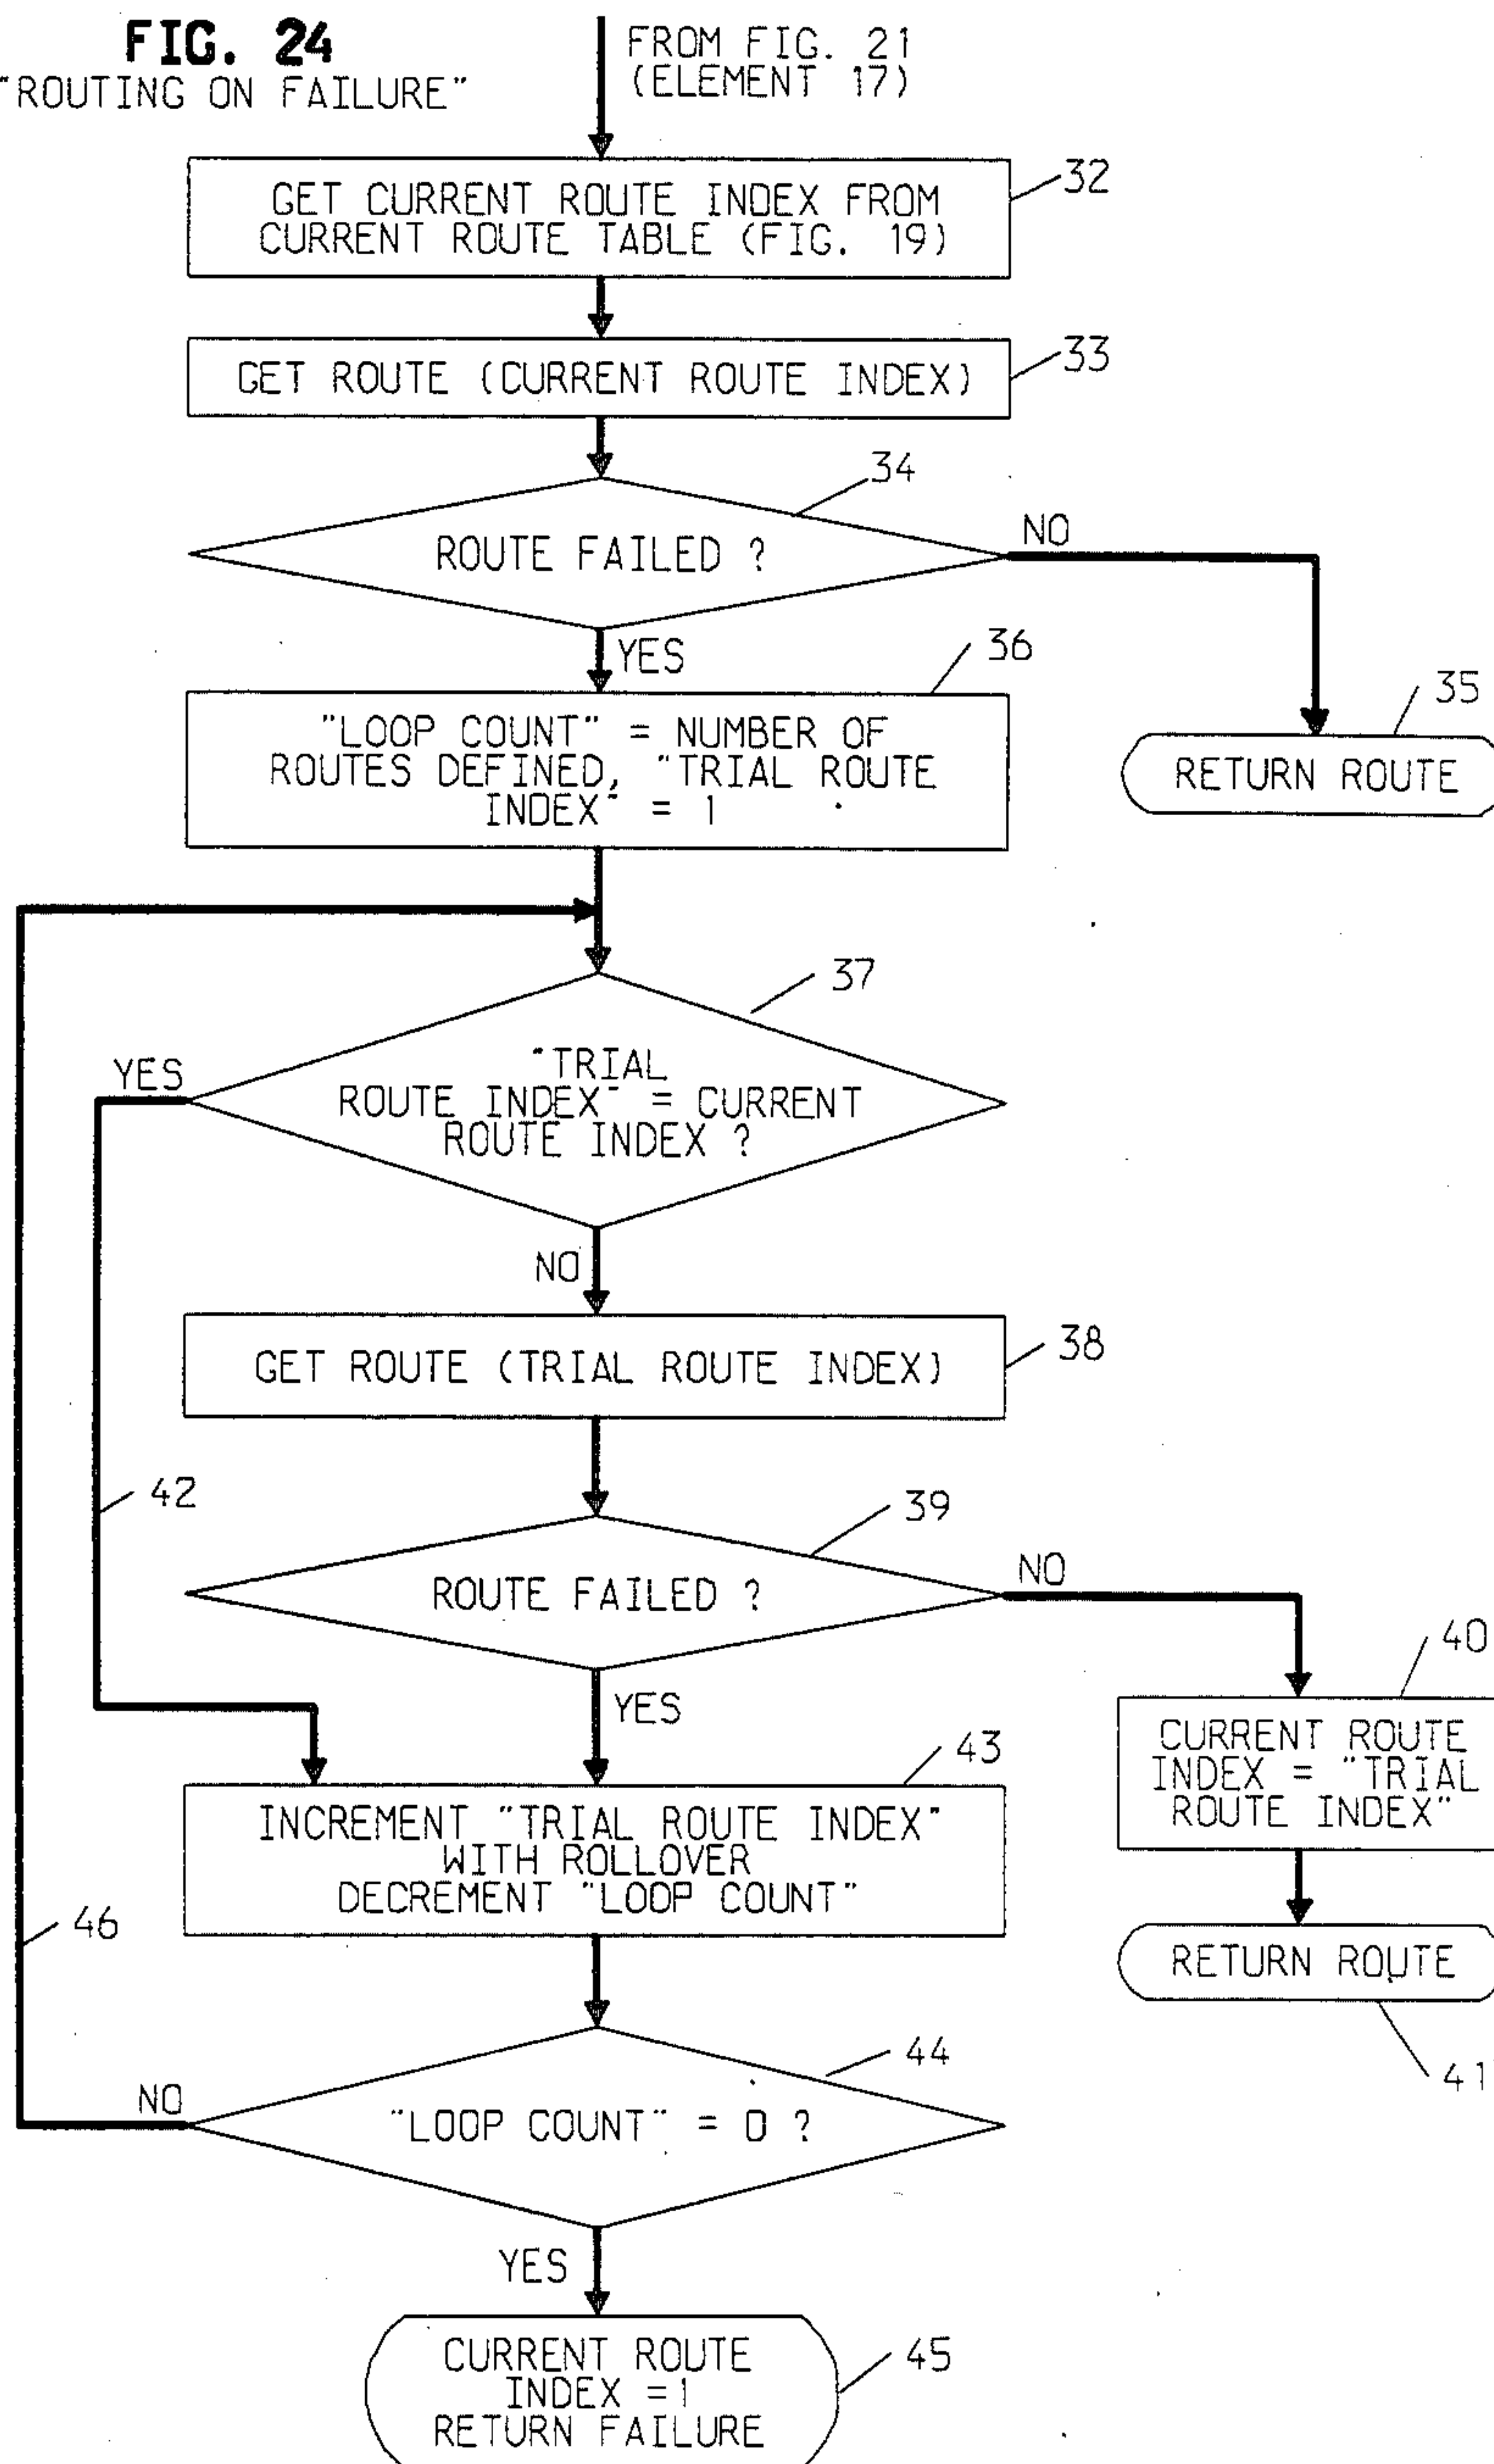 FIG. 24
"ROUTING ON FAILURE"
FROM FIG. 21
(ELEMENT 17)
GET CURRENT ROUTE INDEX FROM
CURRENT ROUTE TABLE (FIG. 19)
32
GET ROUTE (CURRENT ROUTE INDEX)
33
34
ROUTE FAILED ?
NO
YES
36
35
"LOOP COUNT" = NUMBER OF
ROUTES DEFINED, "TRIAL ROUTE
INDEX" = 1
RETURN ROUTE
37
YES
"TRIAL
ROUTE INDEX" = CURRENT
ROUTE INDEX ?
NO
GET ROUTE (TRIAL ROUTE INDEX)
38
42
39
ROUTE FAILED ?
NO
40
YES
CURRENT ROUTE
INDEX = "TRIAL
ROUTE INDEX"
43
INCREMENT "TRIAL ROUTE INDEX"
WITH ROLLOVER
DECREMENT "LOOP COUNT"
46
RETURN ROUTE
41
44
NO
"LOOP COUNT" = 0 ?
YES
CURRENT ROUTE
INDEX = 1
RETURN FAILURE
45